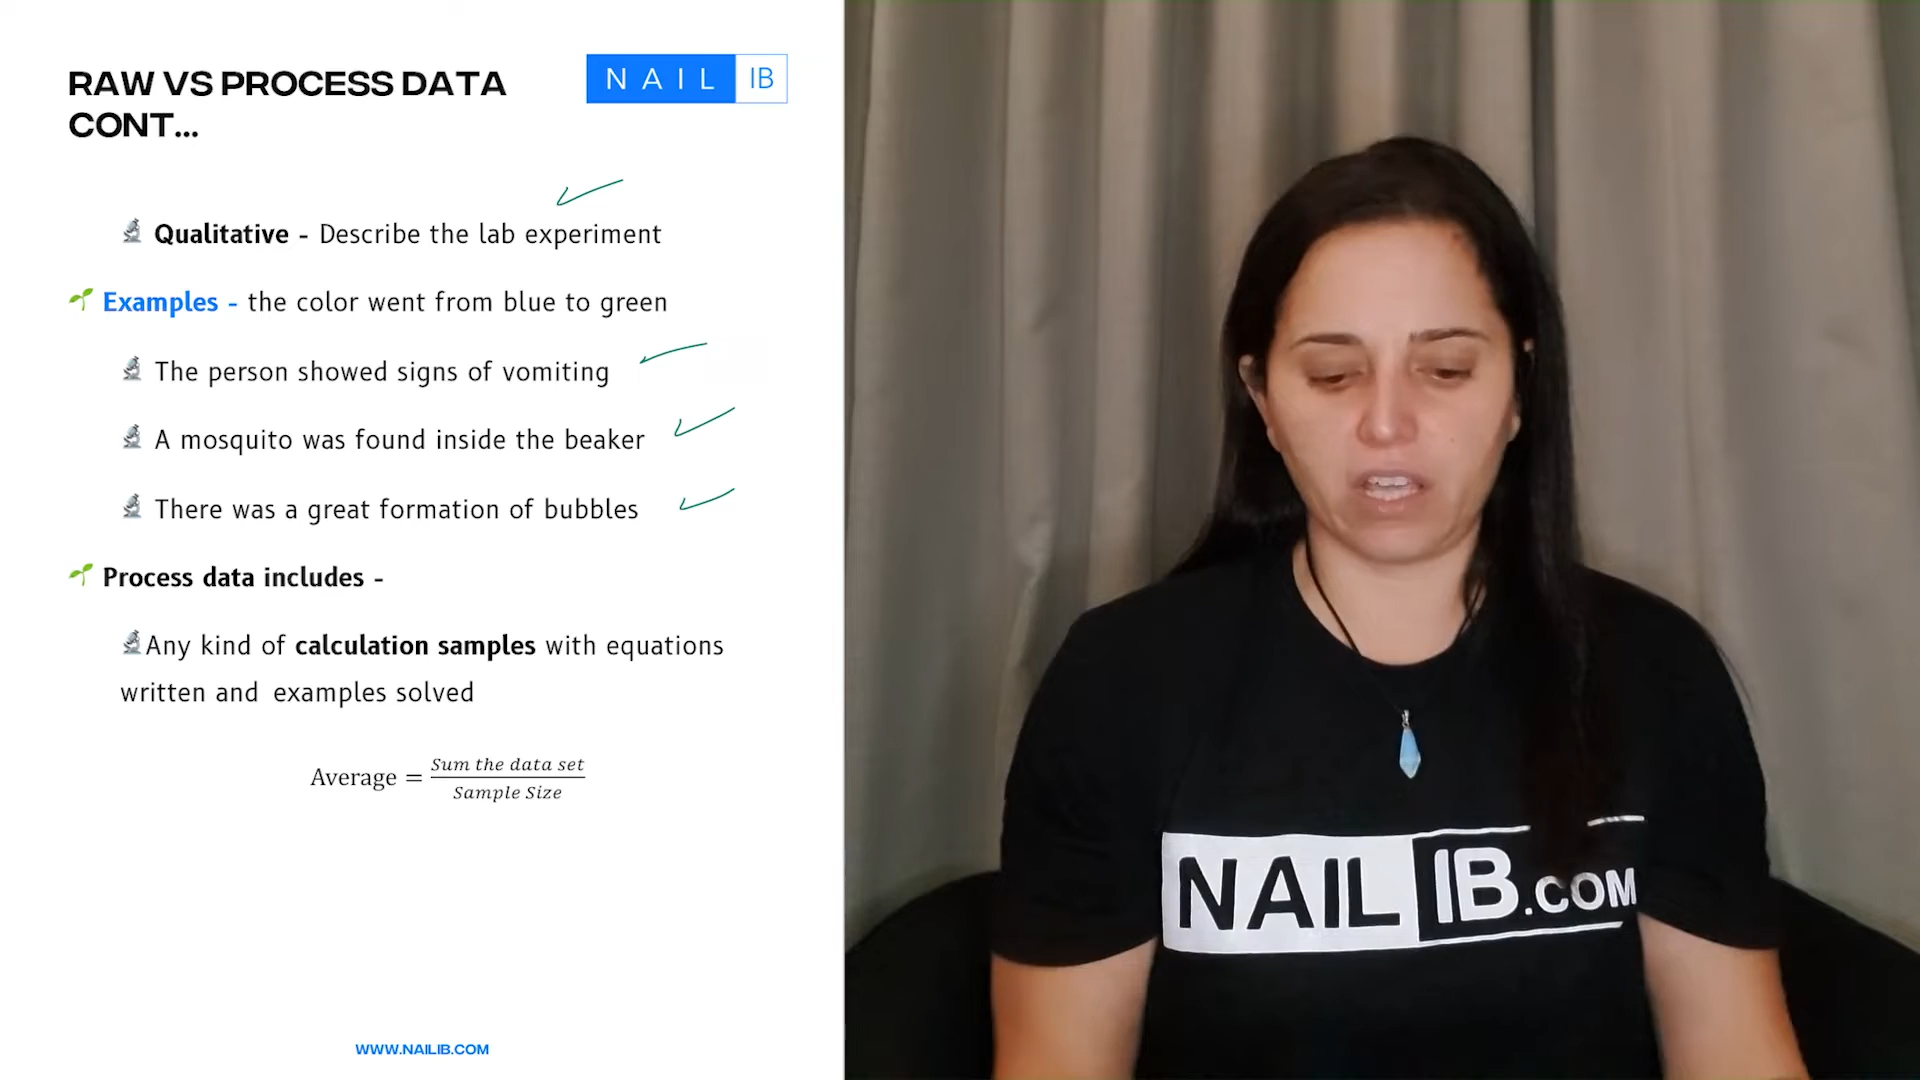 RAW VS PROCESS DATA
CONT...
NAIL IB
Qualitative - Describe the lab experiment
Examples - the color went from blue to green
The person showed signs of vomiting
A mosquito was found inside the beaker
There was a great formation of bubbles
Process data includes -
Any kind of calculation samples with equations
written and examples solved
Average = Sum the data set / Sample Size
WWW.NAILIB.COM
NAIL IB.COM